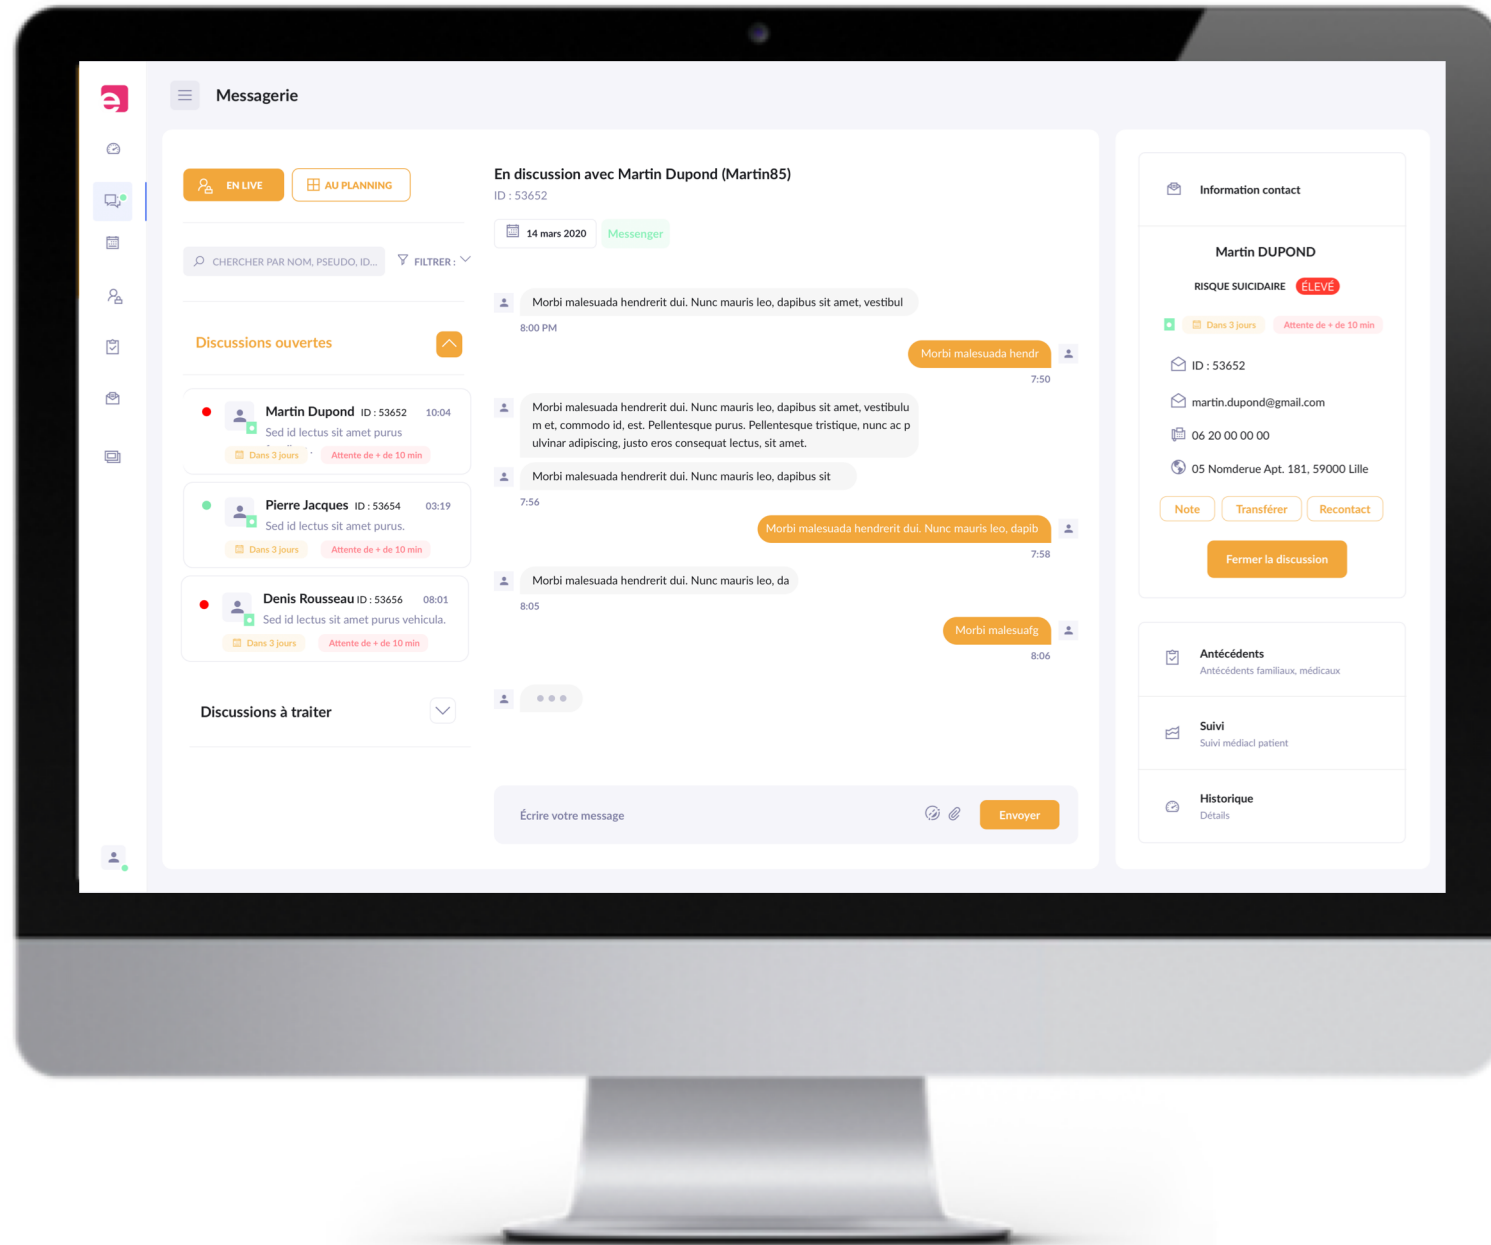 Messagerie
EN LIVE
AU PLANNING
CHERCHER PAR NOM, PSEUDO, ID...
FILTRER :
Discussions ouvertes
Martin Dupond ID : 53652 10:04
Sed id lectus sit amet purus
Dans 3 jours Attente de + de 10 min
Pierre Jacques ID : 53654 03:19
Sed id lectus sit amet purus.
Dans 3 jours Attente de + de 10 min
Denis Rousseau ID : 53656 08:01
Sed id lectus sit amet purus vehicula.
Dans 3 jours Attente de + de 10 min
Discussions à traiter
En discussion avec Martin Dupond (Martin85)
ID : 53652
14 mars 2020 Messenger
Morbi malesuada hendrerit dui. Nunc mauris leo, dapibus sit amet, vestibul
8:00 PM
Morbi malesuada hendr
7:50
Morbi malesuada hendrerit dui. Nunc mauris leo, dapibus sit amet, vestibulu
m et, commodo id, est. Pellentesque purus. Pellentesque tristique, nunc ac p
ulvinar adipiscing, justo eros consequat lectus, sit amet.
Morbi malesuada hendrerit dui. Nunc mauris leo, dapibus sit
7:56
Morbi malesuada hendrerit dui. Nunc mauris leo, dapib
7:58
Morbi malesuada hendrerit dui. Nunc mauris leo, da
8:05
Morbi malesuafg
8:06
Écrire votre message
Envoyer
Information contact
Martin DUPOND
RISQUE SUICIDAIRE ÉLEVÉ
Dans 3 jours Attente de + de 10 min
ID : 53652
martin.dupond@gmail.com
06 20 00 00 00
05 Nomderue Apt. 181, 59000 Lille
Note Transférer Recontact
Fermer la discussion
Antécédents
Antécédents familiaux, médicaux
Suivi
Suivi médiacl patient
Historique
Détails